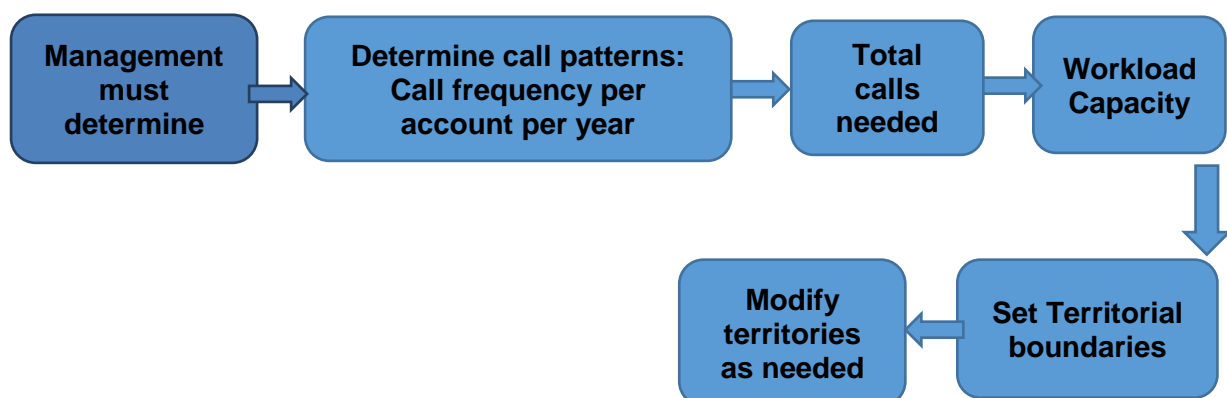 Management
must
determine
Determine call patterns:
Call frequency per
account per year
Total
calls
needed
Workload
Capacity
Set Territorial
boundaries
Modify
territories
as needed